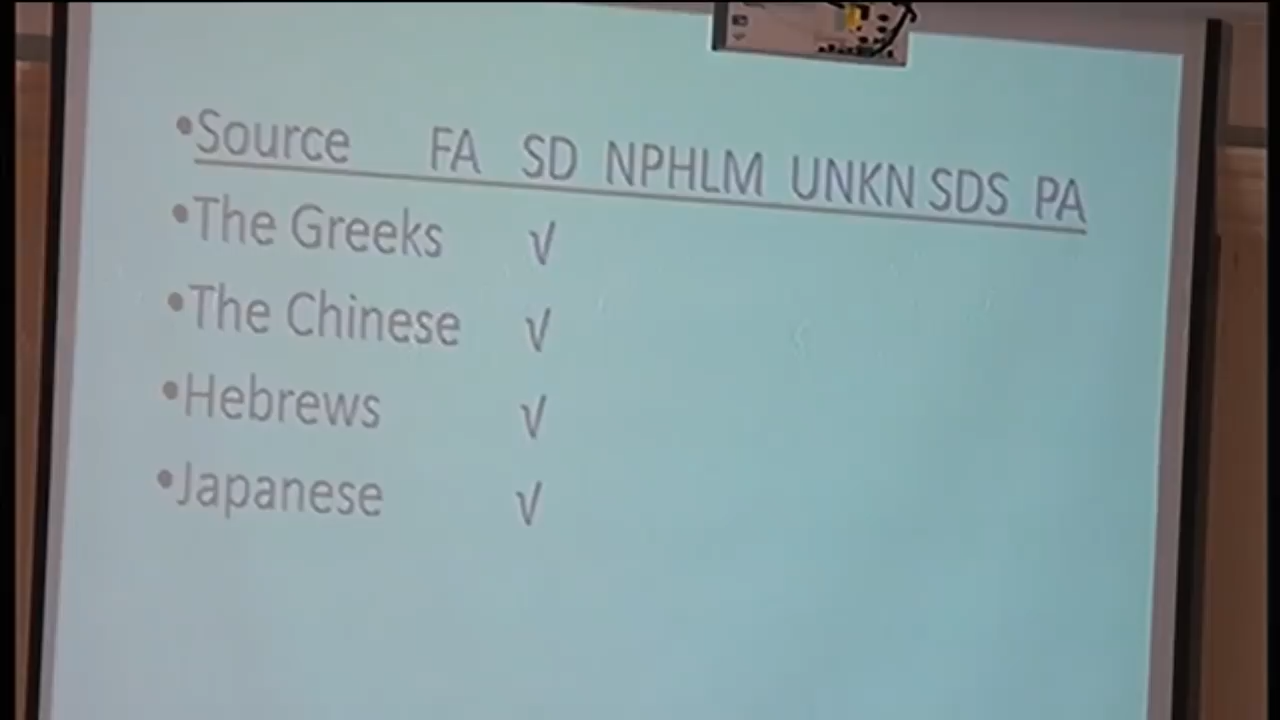 •Source FA SD NPHLM UNKN SDS PA
•The Greeks √
•The Chinese √
•Hebrews √
•Japanese √